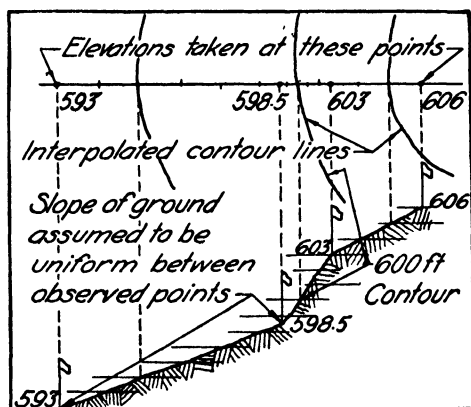 Elevations taken at these points
593
598.5
603
606
Interpolated contour lines
Slope of ground
assumed to be
uniform between
observed points
606
603
600 ft
Contour
598.5
593